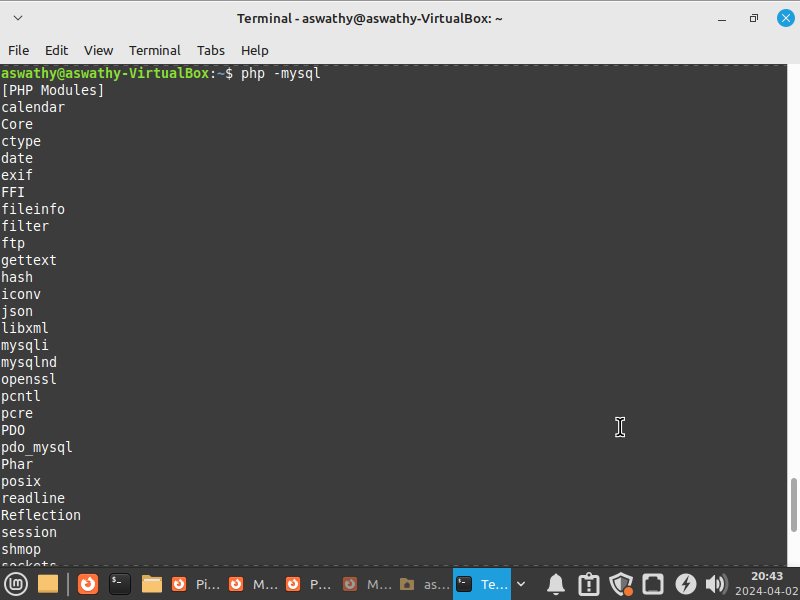 Terminal - aswathy@aswathy-VirtualBox: ~
File Edit View Terminal Tabs Help
aswathy@aswathy-VirtualBox:~$ php -mysql
[PHP Modules]
calendar
Core
ctype
date
exif
FFI
fileinfo
filter
ftp
gettext
hash
iconv
json
libxml
mysqli
mysqlnd
openssl
pcntl
pcre
PDO
pdo_mysql
Phar
posix
readline
Reflection
session
shmop
sockets
Pi... M... P... M... as... Te... 20:43
2024-04-02